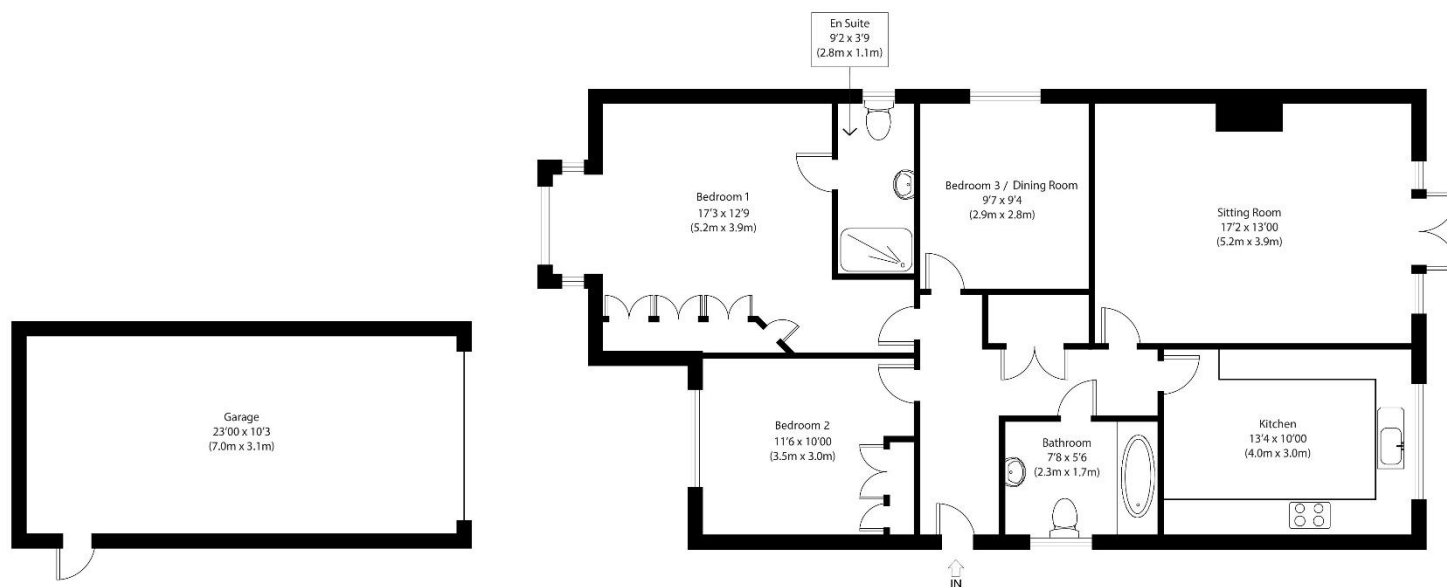 En Suite
9'2 x 3'9
(2.8m x 1.1m)
Bedroom 1
17'3 x 12'9
(5.2m x 3.9m)
Bedroom 3 / Dining Room
9'7 x 9'4
(2.9m x 2.8m)
Sitting Room
17'2 x 13'00
(5.2m x 3.9m)
Garage
23'00 x 10'3
(7.0m x 3.1m)
Bedroom 2
11'6 x 10'00
(3.5m x 3.0m)
Bathroom
7'8 x 5'6
(2.3m x 1.7m)
Kitchen
13'4 x 10'00
(4.0m x 3.0m)
IN